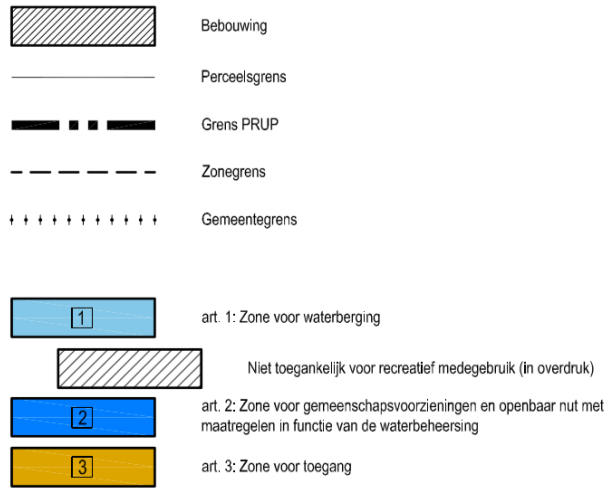 Bebouwing
Perceelsgrens
Grens PRUP
Zonegrens
Gemeentegrens
1 art. 1: Zone voor waterberging
Niet toegankelijk voor recreatief medegebruik (in overdruk)
2 art. 2: Zone voor gemeenschapsvoorzieningen en openbaar nut met
maatregelen in functie van de waterbeheersing
3 art. 3: Zone voor toegang